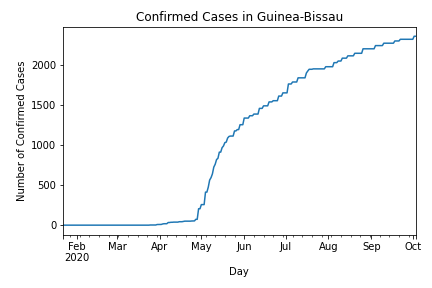 Confirmed Cases in Guinea-Bissau
Number of Confirmed Cases
2000
1500
1000
500
0
Feb Mar Apr May Jun Jul Aug Sep Oct
2020
Day